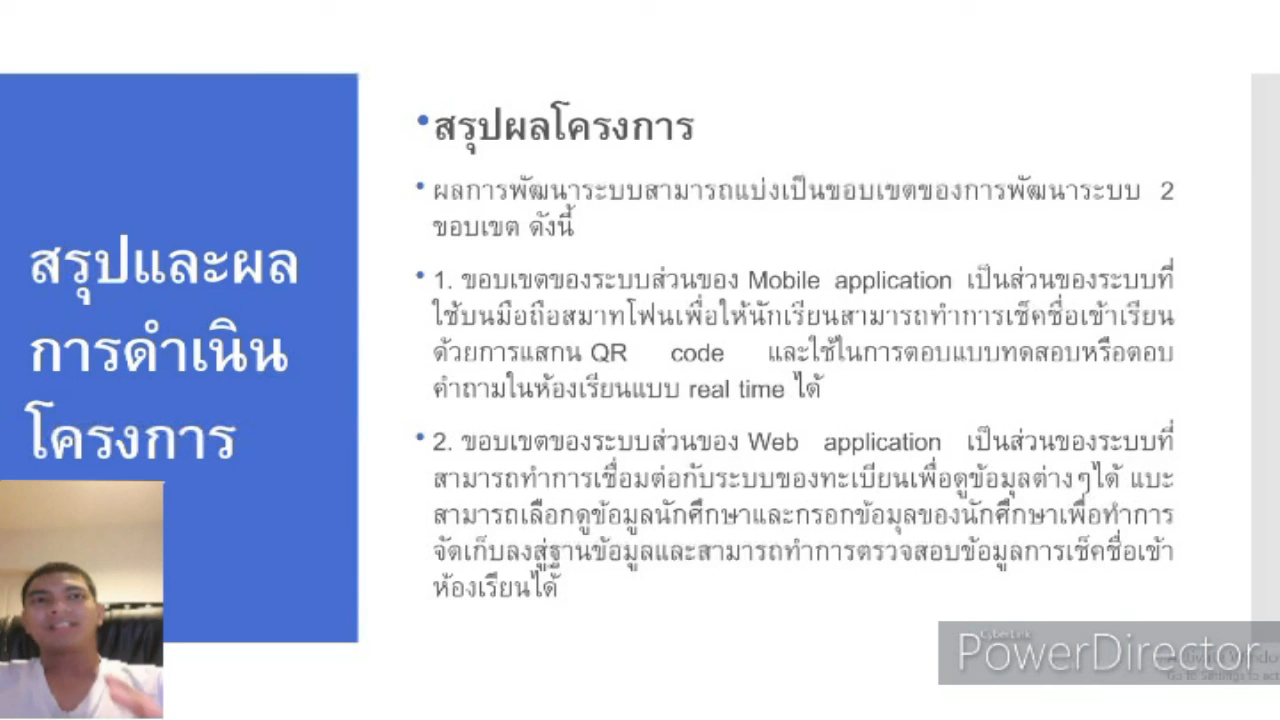 สรุปและผล
การดำเนิน
โครงการ
•สรุปผลโครงการ
• ผลการพัฒนาระบบสามารถแบ่งเป็นขอบเขตของการพัฒนาระบบ 2
ขอบเขต ดังนี้
• 1. ขอบเขตของระบบส่วนของ Mobile application เป็นส่วนของระบบที่
ใช้บนมือถือสมาทโฟนเพื่อให้นักเรียนสามารถทำการเช็คชื่อเข้าเรียน
ด้วยการแสกน QR code และใช้ในการตอบแบบทดสอบหรือตอบ
คำถามในห้องเรียนแบบ real time ได้
• 2. ขอบเขตของระบบส่วนของ Web application เป็นส่วนของระบบที่
สามารถทำการเชื่อมต่อกับระบบของทะเบียนเพื่อดูข้อมูลต่างๆได้ แบะ
สามารถเลือกดูข้อมูลนักศึกษาและกรอกข้อมุลของนักศึกษาเพื่อทำการ
จัดเก็บลงสู่ฐานข้อมูลและสามารถทำการตรวจสอบข้อมูลการเช็คชื่อเข้า
ห้องเรียนได้
CyberLink
PowerDirector